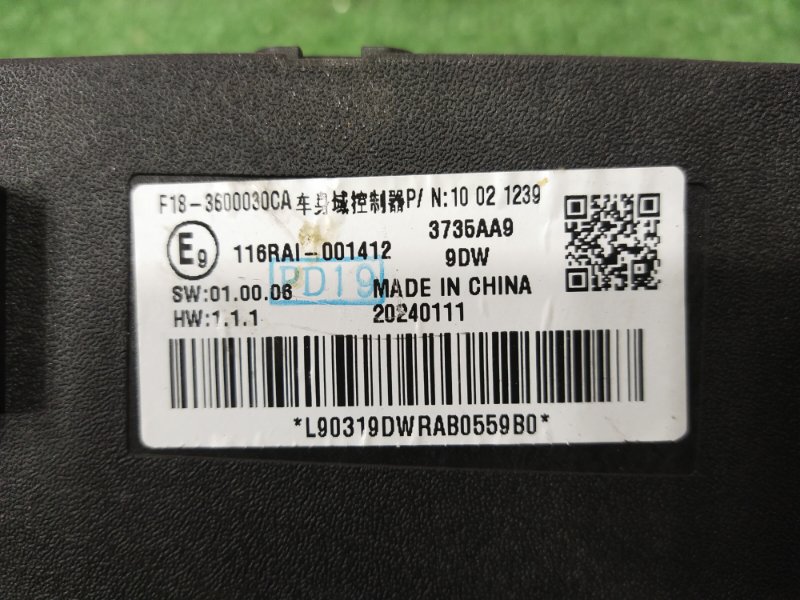 F18-3600030CA 车身域控制器P/ N:10 02 1239
E9 116RAI-001412 3735AA9
9DW
PD19
SW:01.00.06 MADE IN CHINA
HW:1.1.1 20240111
*L90319DWRAB0559B0*